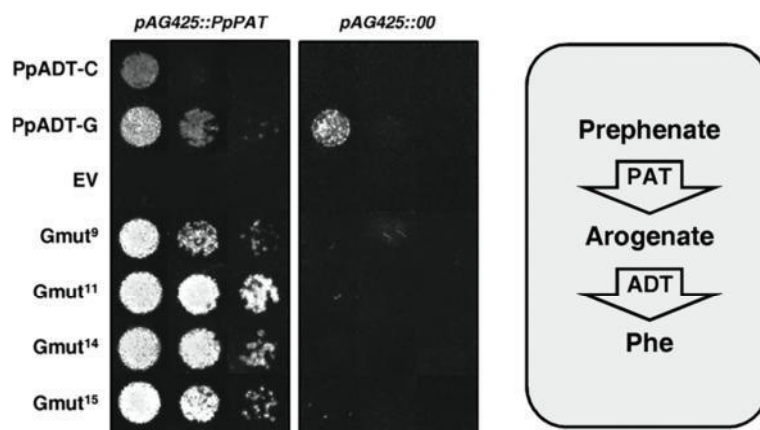 pAG425::PpPAT pAG425::00
PpADT-C
PpADT-G
EV
Gmut⁹
Gmut¹¹
Gmut¹⁴
Gmut¹⁵
Prephenate
PAT
Arogenate
ADT
Phe